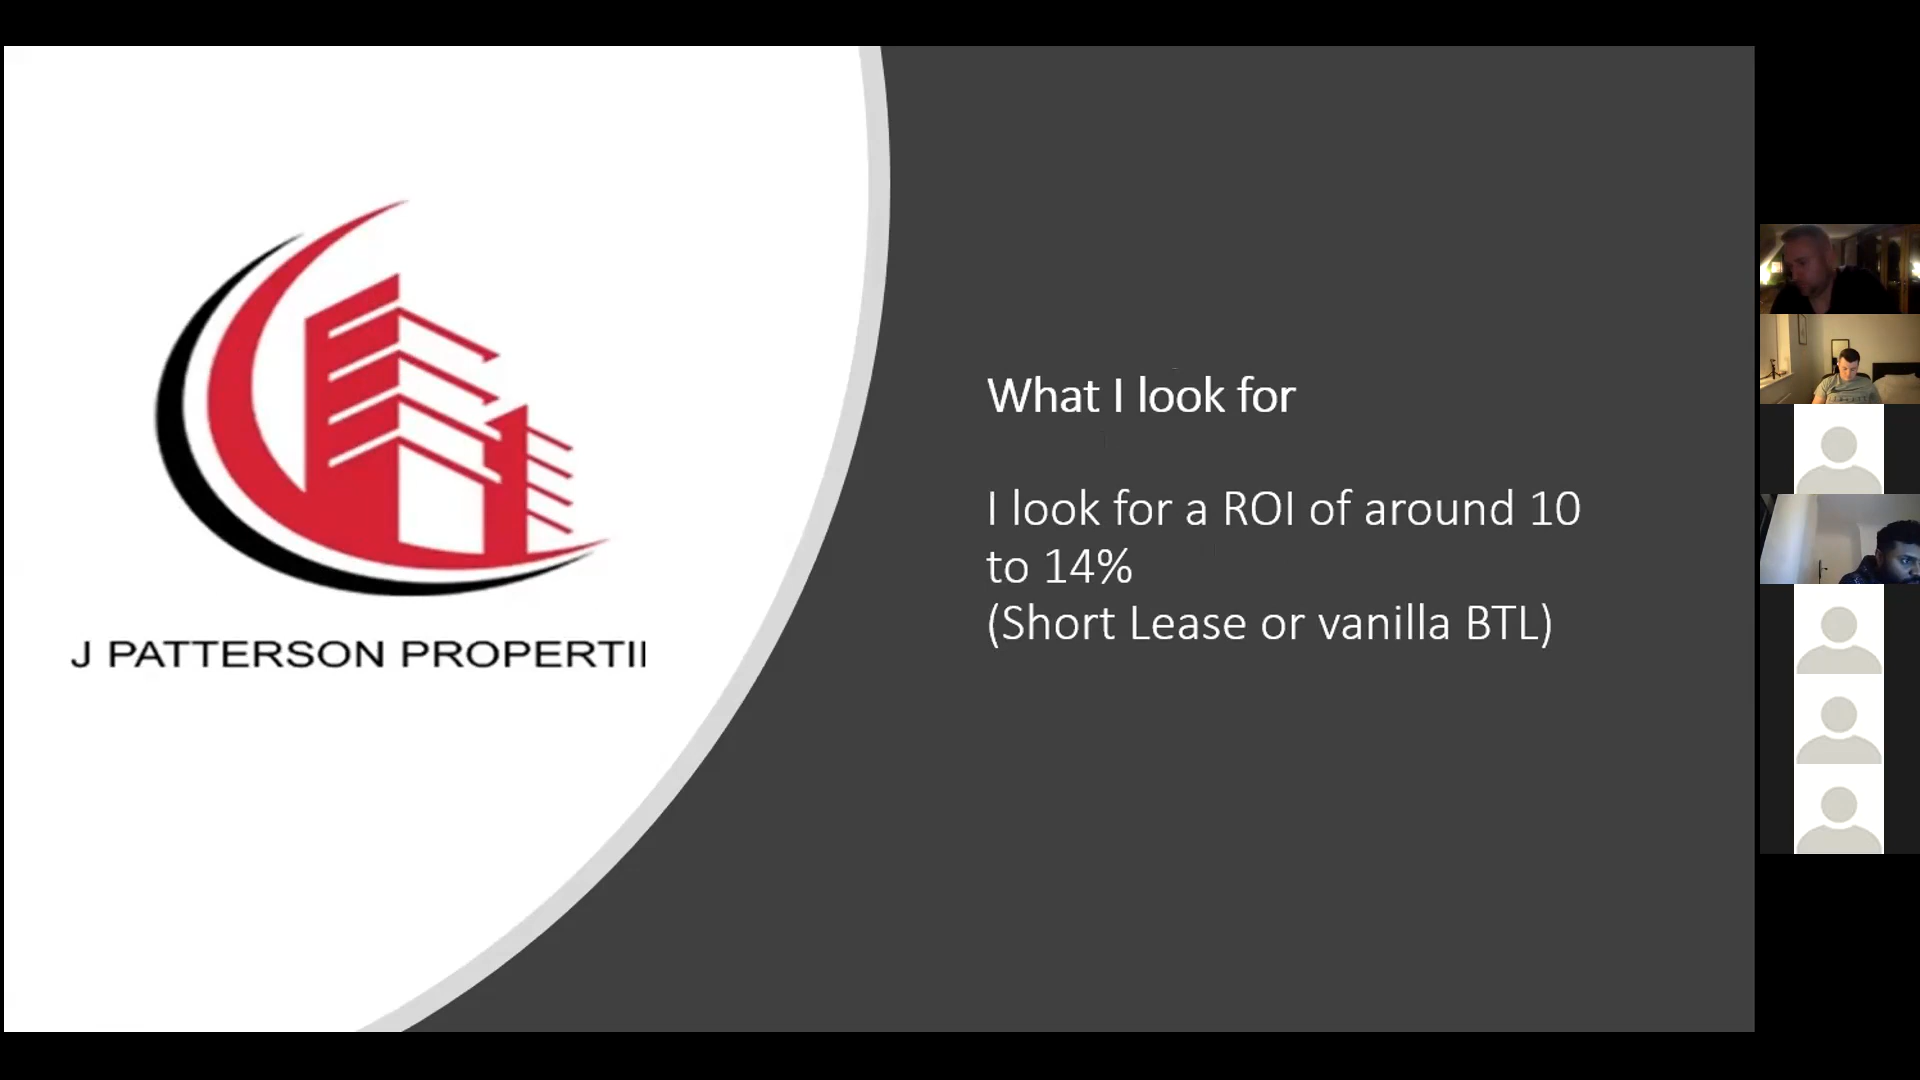 J PATTERSON PROPERTII
What I look for
I look for a ROI of around 10
to 14%
(Short Lease or vanilla BTL)